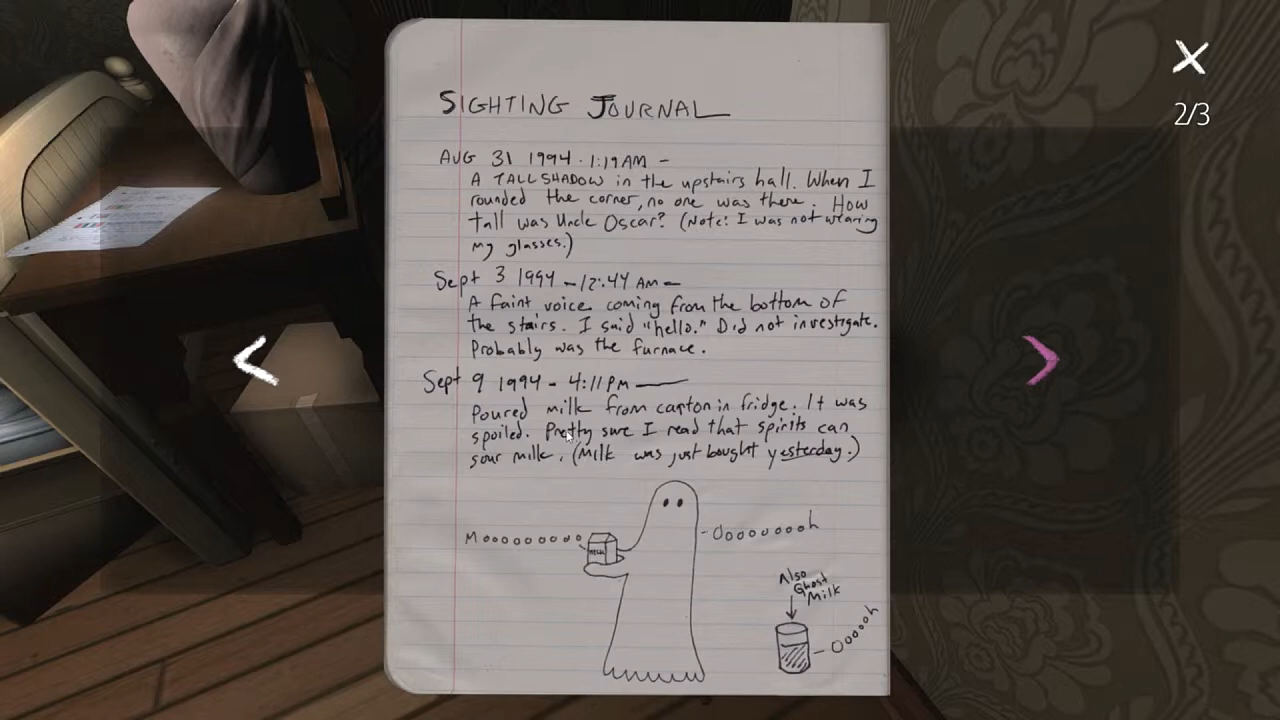 SIGHTING JOURNAL
AUG 31 1994 - 1:19 AM -
A TALL SHADOW in the upstairs hall. When I
rounded the corner, no one was there. How
tall was Uncle Oscar? (Note: I was not wearing
my glasses.)
Sept 3 1994 - 12:44 AM -
A faint voice coming from the bottom of
the stairs. I said "hello." Did not investigate.
Probably was the furnace.
Sept 9 1994 - 4:11 PM -
Poured milk from carton in fridge. It was
spoiled. Pretty sure I read that spirits can
sour milk. (Milk was just bought yesterday.)
Mooooooooo
MILK
-Oooooooh
Also
Ghost
Milk
-Oooooh
2/3